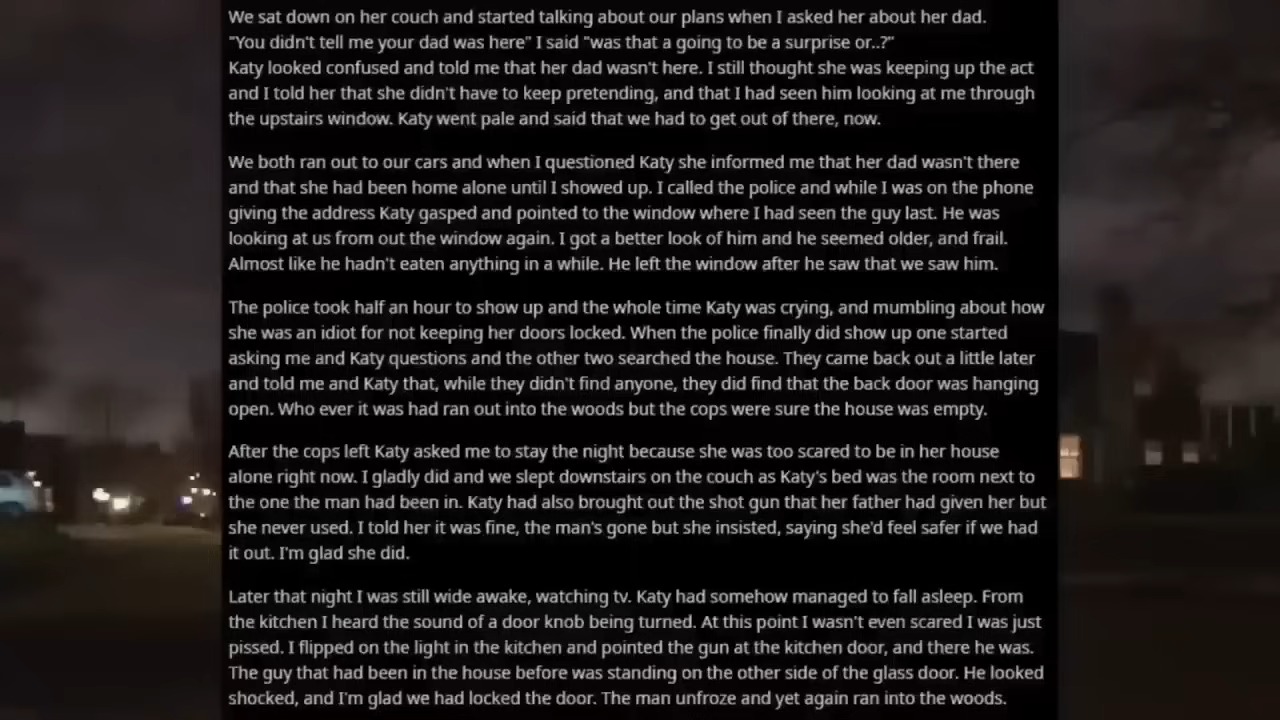 We sat down on her couch and started talking about our plans when I asked her about her dad.
"You didn't tell me your dad was here" I said "was that a going to be a surprise or..?"
Katy looked confused and told me that her dad wasn't here. I still thought she was keeping up the act
and I told her that she didn't have to keep pretending, and that I had seen him looking at me through
the upstairs window. Katy went pale and said that we had to get out of there, now.
We both ran out to our cars and when I questioned Katy she informed me that her dad wasn't there
and that she had been home alone until I showed up. I called the police and while I was on the phone
giving the address Katy gasped and pointed to the window where I had seen the guy last. He was
looking at us from out the window again. I got a better look of him and he seemed older, and frail.
Almost like he hadn't eaten anything in a while. He left the window after he saw that we saw him.
The police took half an hour to show up and the whole time Katy was crying, and mumbling about how
she was an idiot for not keeping her doors locked. When the police finally did show up one started
asking me and Katy questions and the other two searched the house. They came back out a little later
and told me and Katy that, while they didn't find anyone, they did find that the back door was hanging
open. Who ever it was had ran out into the woods but the cops were sure the house was empty.
After the cops left Katy asked me to stay the night because she was too scared to be in her house
alone right now. I gladly did and we slept downstairs on the couch as Katy's bed was the room next to
the one the man had been in. Katy had also brought out the shot gun that her father had given her but
she never used. I told her it was fine, the man's gone but she insisted, saying she'd feel safer if we had
it out. I'm glad she did.
Later that night I was still wide awake, watching tv. Katy had somehow managed to fall asleep. From
the kitchen I heard the sound of a door knob being turned. At this point I wasn't even scared I was just
pissed. I flipped on the light in the kitchen and pointed the gun at the kitchen door, and there he was.
The guy that had been in the house before was standing on the other side of the glass door. He looked
shocked, and I'm glad we had locked the door. The man unfroze and yet again ran into the woods.